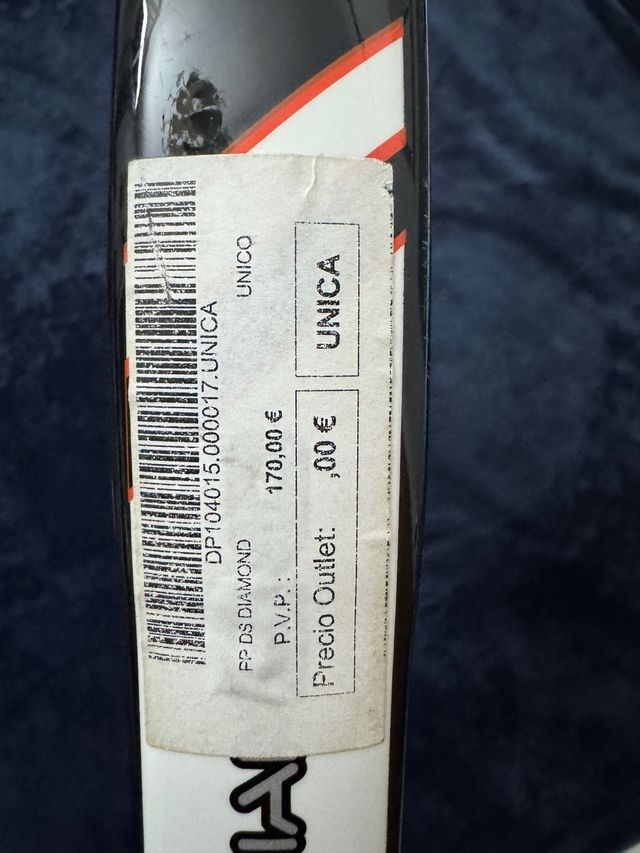 DP104015.000017.UNICA
PP DS DIAMOND UNICO
P.V.P. : 170,00 €
Precio Outlet: ,00 € UNICA